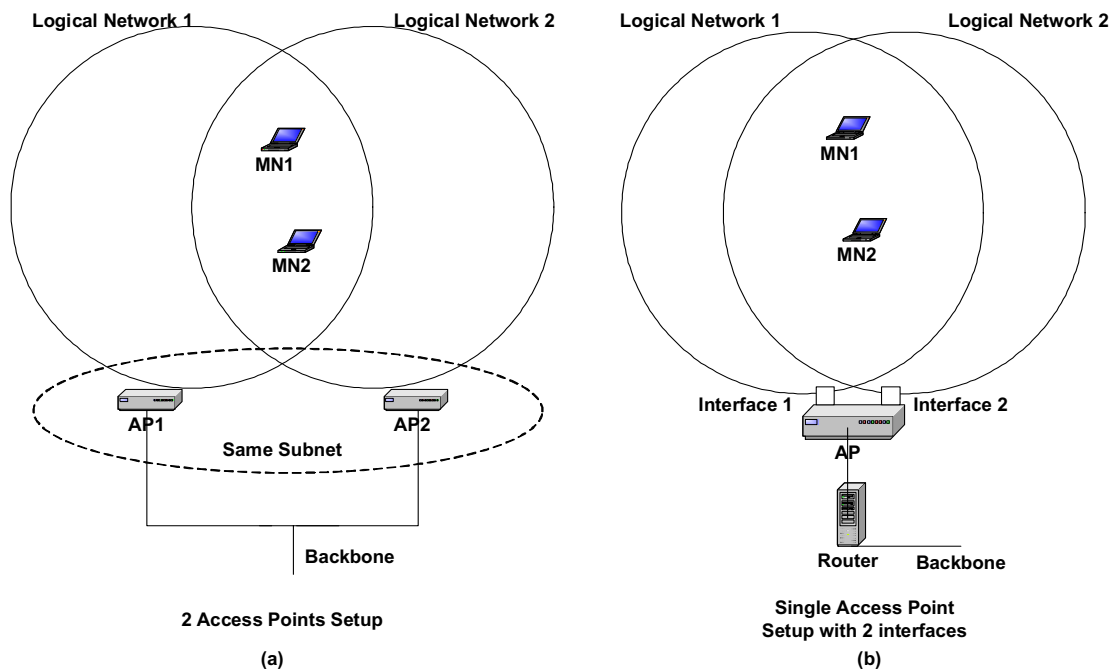 Logical Network 1
Logical Network 2
MN1
MN2
AP1
AP2
Same Subnet
Backbone
2 Access Points Setup
(a)
Logical Network 1
Logical Network 2
MN1
MN2
Interface 1
Interface 2
AP
Router
Backbone
Single Access Point
Setup with 2 interfaces
(b)